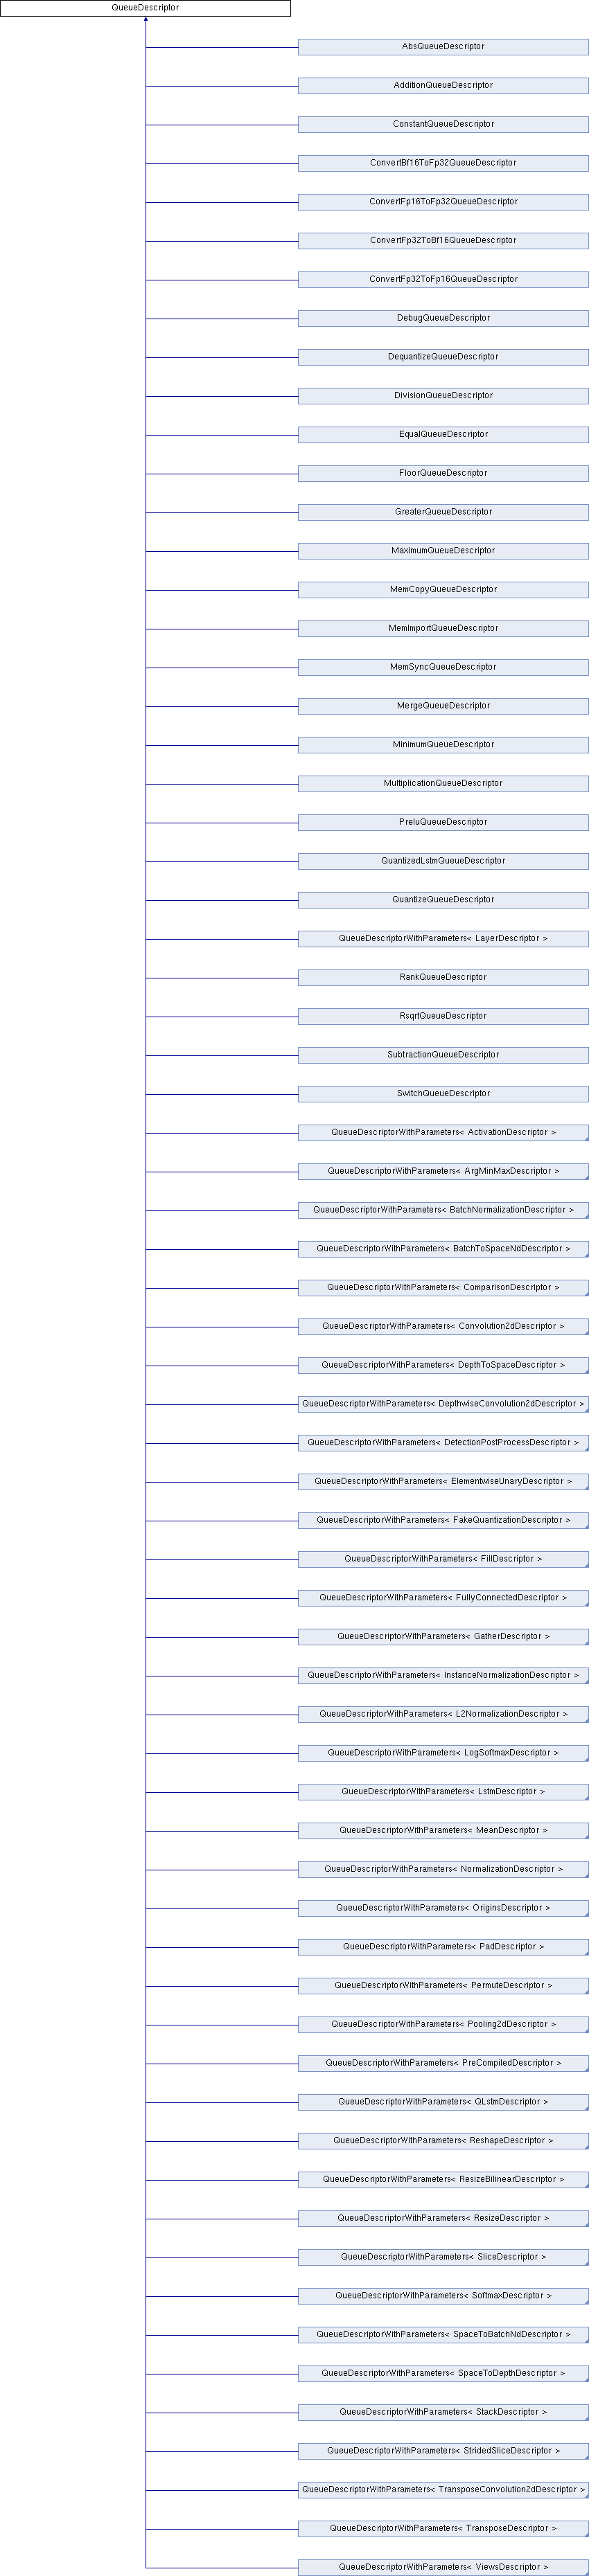 QueueDescriptor
AbsQueueDescriptor
AdditionQueueDescriptor
ConstantQueueDescriptor
ConvertBf16ToFp32QueueDescriptor
ConvertFp16ToFp32QueueDescriptor
ConvertFp32ToBf16QueueDescriptor
ConvertFp32ToFp16QueueDescriptor
DebugQueueDescriptor
DequantizeQueueDescriptor
DivisionQueueDescriptor
EqualQueueDescriptor
FloorQueueDescriptor
GreaterQueueDescriptor
MaximumQueueDescriptor
MemCopyQueueDescriptor
MemImportQueueDescriptor
MemSyncQueueDescriptor
MergeQueueDescriptor
MinimumQueueDescriptor
MultiplicationQueueDescriptor
PreluQueueDescriptor
QuantizedLstmQueueDescriptor
QuantizeQueueDescriptor
QueueDescriptorWithParameters< LayerDescriptor >
RankQueueDescriptor
RsqrtQueueDescriptor
SubtractionQueueDescriptor
SwitchQueueDescriptor
QueueDescriptorWithParameters< ActivationDescriptor >
QueueDescriptorWithParameters< ArgMinMaxDescriptor >
QueueDescriptorWithParameters< BatchNormalizationDescriptor >
QueueDescriptorWithParameters< BatchToSpaceNdDescriptor >
QueueDescriptorWithParameters< ComparisonDescriptor >
QueueDescriptorWithParameters< Convolution2dDescriptor >
QueueDescriptorWithParameters< DepthToSpaceDescriptor >
QueueDescriptorWithParameters< DepthwiseConvolution2dDescriptor >
QueueDescriptorWithParameters< DetectionPostProcessDescriptor >
QueueDescriptorWithParameters< ElementwiseUnaryDescriptor >
QueueDescriptorWithParameters< FakeQuantizationDescriptor >
QueueDescriptorWithParameters< FillDescriptor >
QueueDescriptorWithParameters< FullyConnectedDescriptor >
QueueDescriptorWithParameters< GatherDescriptor >
QueueDescriptorWithParameters< InstanceNormalizationDescriptor >
QueueDescriptorWithParameters< L2NormalizationDescriptor >
QueueDescriptorWithParameters< LogSoftmaxDescriptor >
QueueDescriptorWithParameters< LstmDescriptor >
QueueDescriptorWithParameters< MeanDescriptor >
QueueDescriptorWithParameters< NormalizationDescriptor >
QueueDescriptorWithParameters< OriginsDescriptor >
QueueDescriptorWithParameters< PadDescriptor >
QueueDescriptorWithParameters< PermuteDescriptor >
QueueDescriptorWithParameters< Pooling2dDescriptor >
QueueDescriptorWithParameters< PreCompiledDescriptor >
QueueDescriptorWithParameters< QLstmDescriptor >
QueueDescriptorWithParameters< ReshapeDescriptor >
QueueDescriptorWithParameters< ResizeBilinearDescriptor >
QueueDescriptorWithParameters< ResizeDescriptor >
QueueDescriptorWithParameters< SliceDescriptor >
QueueDescriptorWithParameters< SoftmaxDescriptor >
QueueDescriptorWithParameters< SpaceToBatchNdDescriptor >
QueueDescriptorWithParameters< SpaceToDepthDescriptor >
QueueDescriptorWithParameters< StackDescriptor >
QueueDescriptorWithParameters< StridedSliceDescriptor >
QueueDescriptorWithParameters< TransposeConvolution2dDescriptor >
QueueDescriptorWithParameters< TransposeDescriptor >
QueueDescriptorWithParameters< ViewsDescriptor >